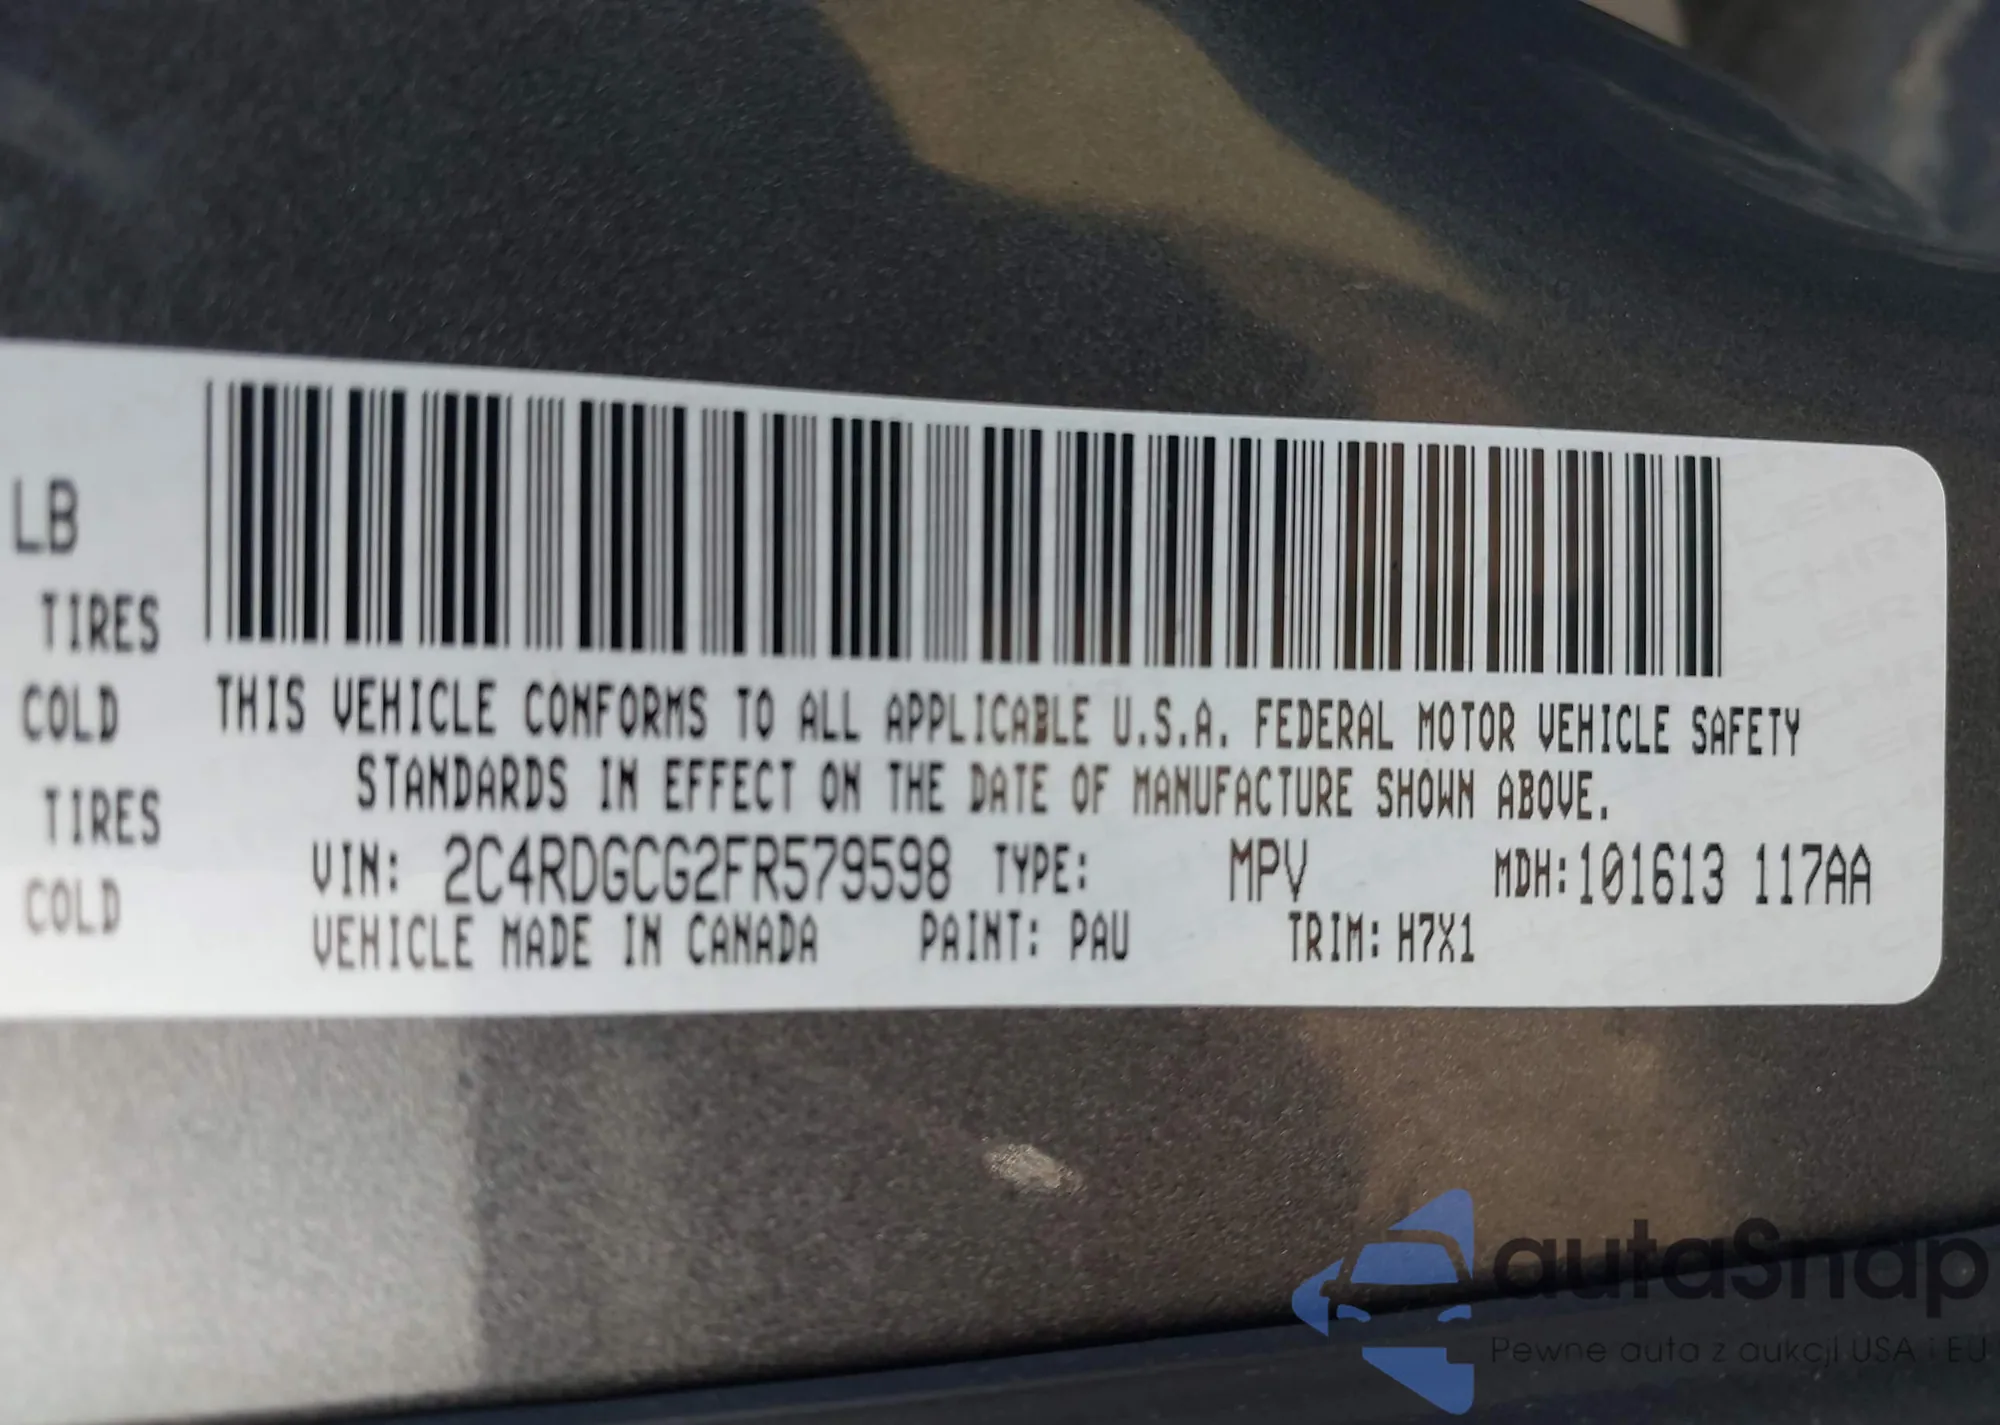 LB
TIRES
COLD
TIRES
COLD
THIS VEHICLE CONFORMS TO ALL APPLICABLE U.S.A. FEDERAL MOTOR VEHICLE SAFETY
STANDARDS IN EFFECT ON THE DATE OF MANUFACTURE SHOWN ABOVE.
VIN: 2C4RDGCG2FR579598 TYPE: MPV MDH:101613 117AA
VEHICLE MADE IN CANADA PAINT: PAU TRIM: H7X1
autaSnap
Pewne auta z aukcji USA i EU